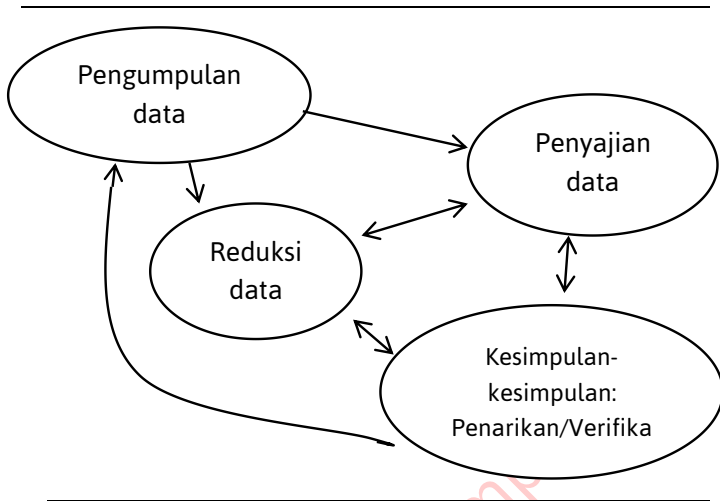 Pengumpulan
data
Penyajian
data
Reduksi
data
Kesimpulan-
kesimpulan:
Penarikan/Verifika